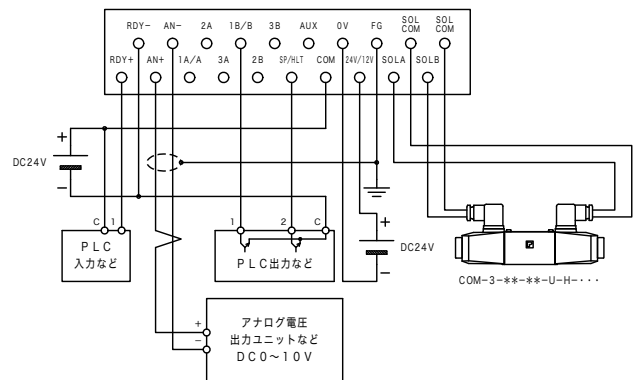 RDY- AN- 2A 1B/B 3B AUX 0V FG SOL COM SOL COM
RDY+ AN+ 1A/A 3A 2B SP/HLT COM 24V/12V SOLA SOLB
+
DC24V
-
C 1
PLC
入力など
1 2 C
PLC出力など
+
DC24V
-
COM-3-**-**-U-H-···
+
-
アナログ電圧
出力ユニットなど
DC0～10V